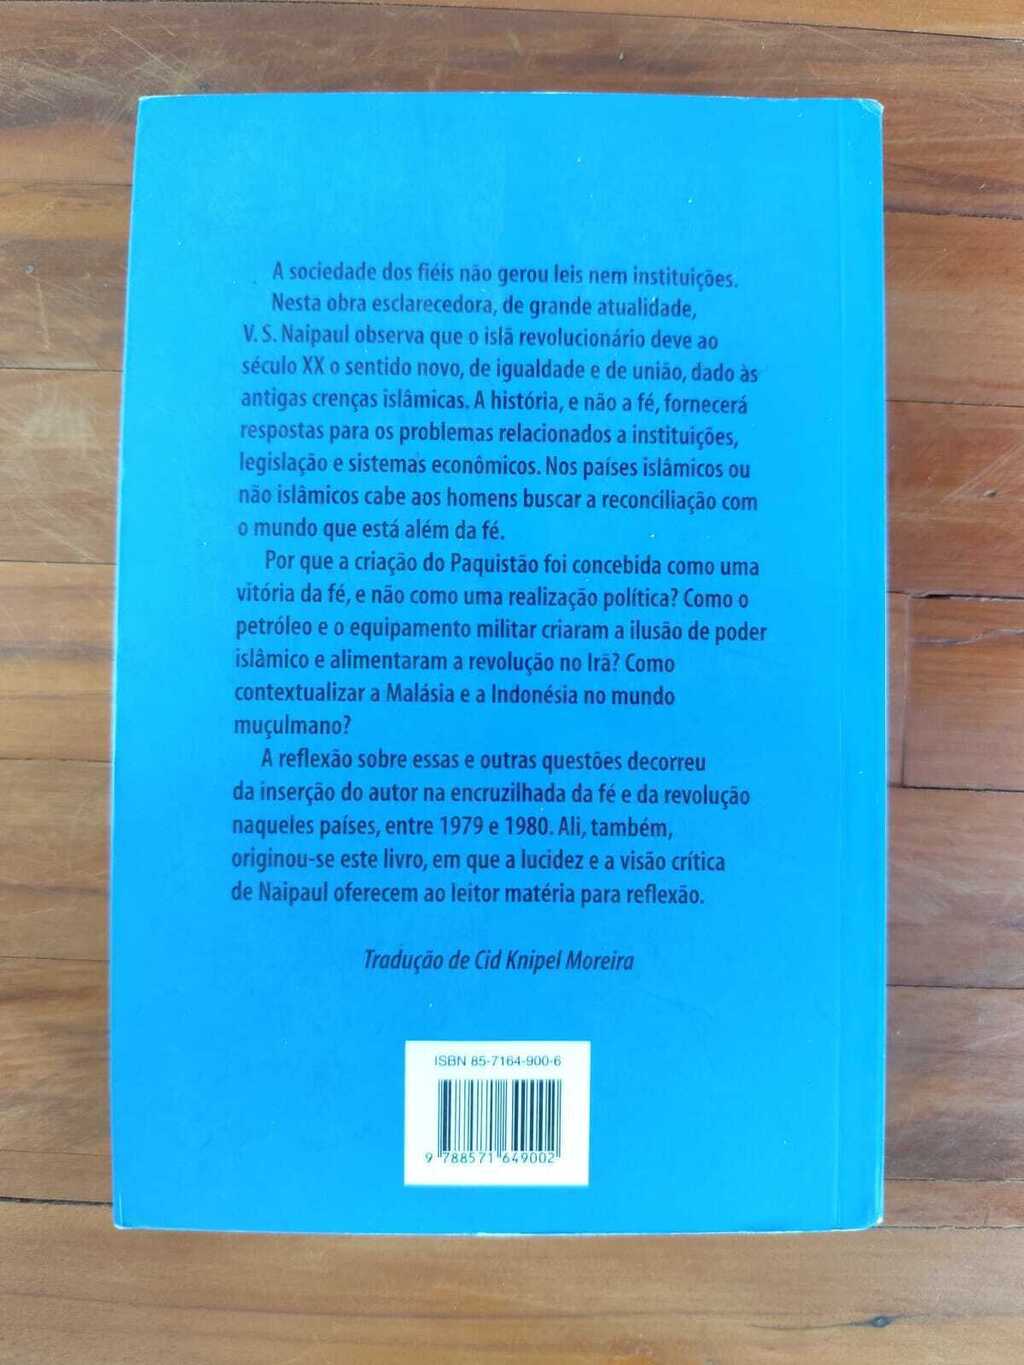 A sociedade dos fiéis não gerou leis nem instituições.
Nesta obra esclarecedora, de grande atualidade,
V. S. Naipaul observa que o islã revolucionário deve ao
século XX o sentido novo, de igualdade e de união, dado às
antigas crenças islâmicas. A história, e não a fé, fornecerá
respostas para os problemas relacionados a instituições,
legislação e sistemas econômicos. Nos países islâmicos ou
não islâmicos cabe aos homens buscar a reconciliação com
o mundo que está além da fé.
Por que a criação do Paquistão foi concebida como uma
vitória da fé, e não como uma realização política? Como o
petróleo e o equipamento militar criaram a ilusão de poder
islâmico e alimentaram a revolução no Irã? Como
contextualizar a Malásia e a Indonésia no mundo
muçulmano?
A reflexão sobre essas e outras questões decorreu
da inserção do autor na encruzilhada da fé e da revolução
naqueles países, entre 1979 e 1980. Ali, também,
originou-se este livro, em que a lucidez e a visão crítica
de Naipaul oferecem ao leitor matéria para reflexão.
Tradução de Cid Knipel Moreira
ISBN 85-7164-900-6
9 788571 649002